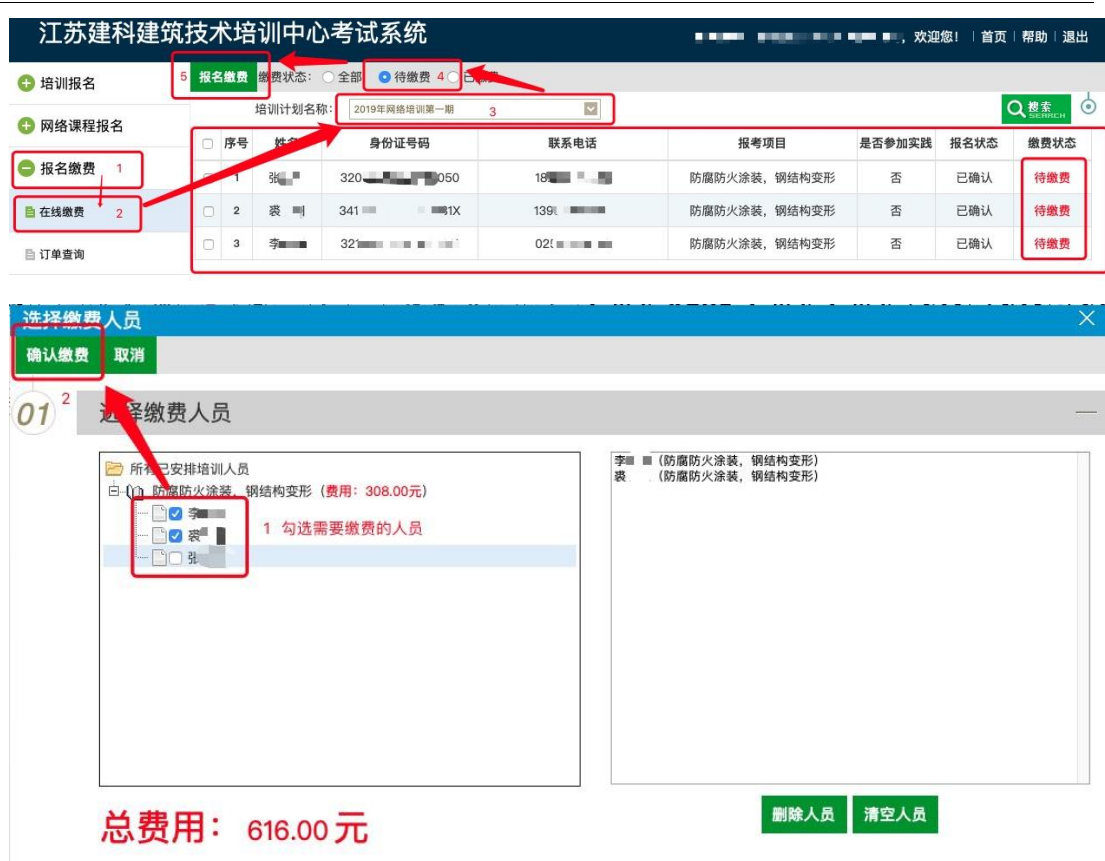 江苏建科建筑技术培训中心考试系统
，欢迎您！ 首页 帮助 退出
培训报名
网络课程报名
报名缴费 1
在线缴费 2
订单查询
5 报名缴费 缴费状态： 全部 待缴费 4
培训计划名称： 2019年网络培训第一期 3 搜索 SEARCH
序号 姓名 身份证号码 联系电话 报考项目 是否参加实践 报名状态 缴费状态
1 张 320 050 18 防腐防火涂装，钢结构变形 否 已确认 待缴费
2 裘 341 1X 139 防腐防火涂装，钢结构变形 否 已确认 待缴费
3 李 321 02 防腐防火涂装，钢结构变形 否 已确认 待缴费
选择缴费人员
确认缴费 取消
01 2 选择缴费人员
所有已安排培训人员
防腐防火涂装，钢结构变形（费用：308.00元）
李
裘
张
1 勾选需要缴费的人员
李 （防腐防火涂装，钢结构变形）
裘 （防腐防火涂装，钢结构变形）
删除人员 清空人员
总费用： 616.00 元